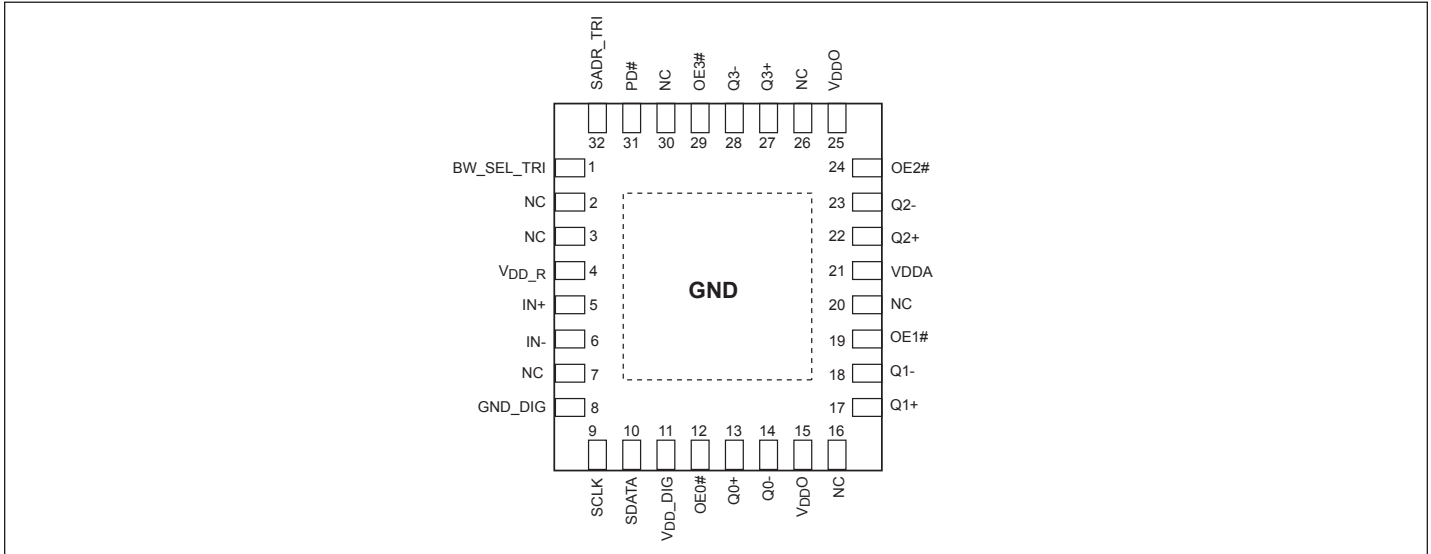 SADR_TRI
PD#
NC
OE3#
Q3-
Q3+
NC
VDDO
32
31
30
29
28
27
26
25
BW_SEL_TRI 1
NC 2
NC 3
VDD_R 4
IN+ 5
IN- 6
NC 7
GND_DIG 8
GND
24 OE2#
23 Q2-
22 Q2+
21 VDDA
20 NC
19 OE1#
18 Q1-
17 Q1+
9
10
11
12
13
14
15
16
SCLK
SDATA
VDD_DIG
OE0#
Q0+
Q0-
VDDO
NC